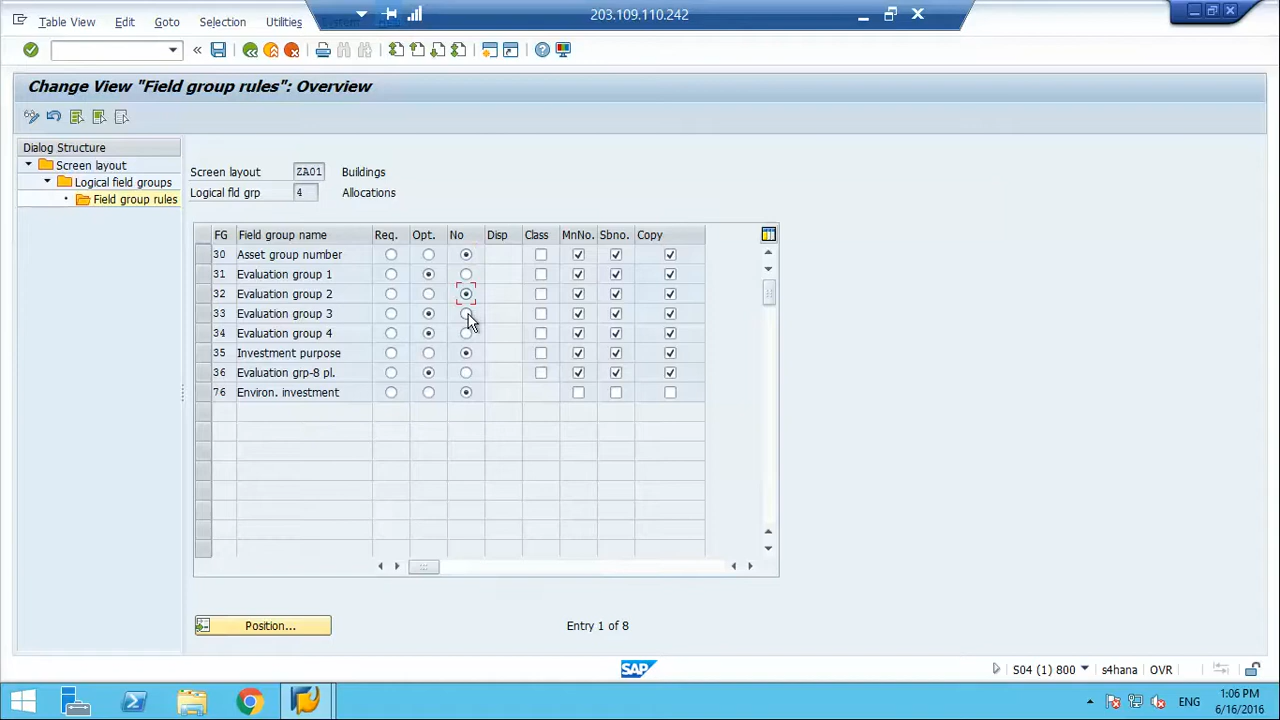 203.109.110.242
Table View Edit Goto Selection Utilities System Help
Change View "Field group rules": Overview
Dialog Structure
Screen layout
Logical field groups
Field group rules
Screen layout ZA01 Buildings
Logical fld grp 4 Allocations
FG Field group name Req. Opt. No Disp Class MnNo. Sbno. Copy
30 Asset group number
31 Evaluation group 1
32 Evaluation group 2
33 Evaluation group 3
34 Evaluation group 4
35 Investment purpose
36 Evaluation grp-8 pl.
76 Environ. investment
Position... Entry 1 of 8
SAP S04 (1) 800 s4hana OVR
ENG 1:06 PM
6/16/2016